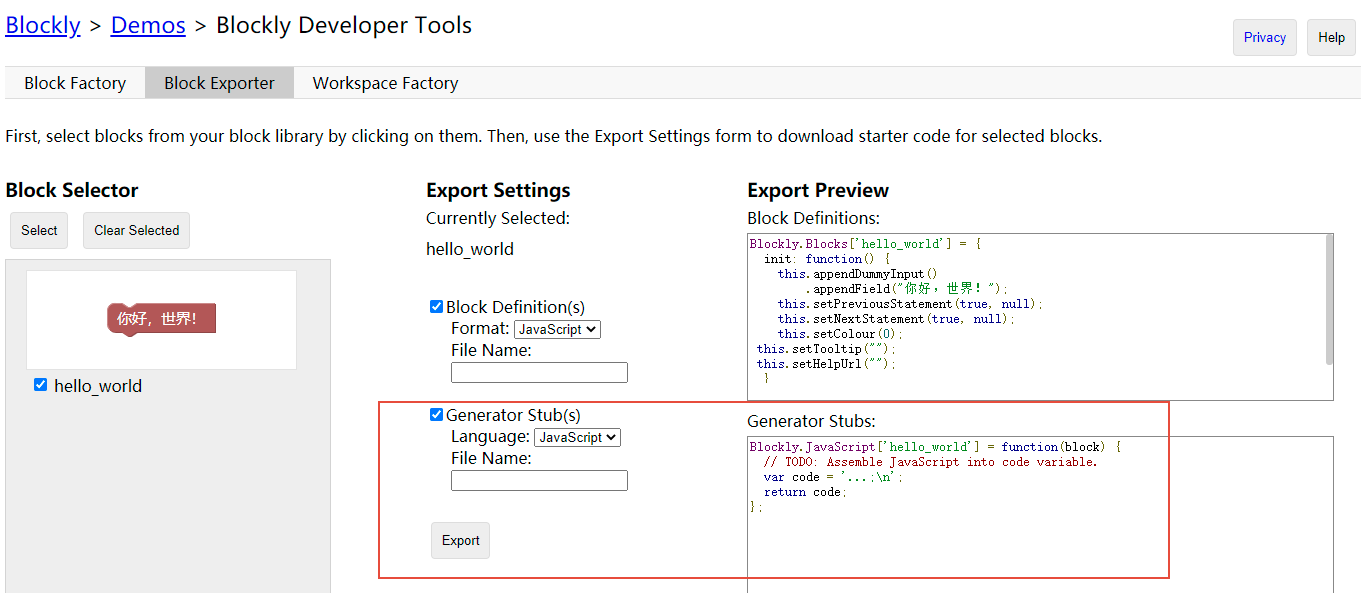 Blockly > Demos > Blockly Developer Tools
Privacy
Help
Block Factory
Block Exporter
Workspace Factory
First, select blocks from your block library by clicking on them. Then, use the Export Settings form to download starter code for selected blocks.
Block Selector
Select
Clear Selected
你好，世界！
hello_world
Export Settings
Currently Selected:
hello_world
Block Definition(s)
Format: JavaScript
File Name:
Generator Stub(s)
Language: JavaScript
File Name:
Export
Export Preview
Block Definitions:
Blockly.Blocks['hello_world'] = {
  init: function() {
    this.appendDummyInput()
        .appendField("你好，世界！");
    this.setPreviousStatement(true, null);
    this.setNextStatement(true, null);
    this.setColour(0);
 this.setTooltip("");
 this.setHelpUrl("");
  }
Generator Stubs:
Blockly.JavaScript['hello_world'] = function(block) {
  // TODO: Assemble JavaScript into code variable.
  var code = '...;\n';
  return code;
};